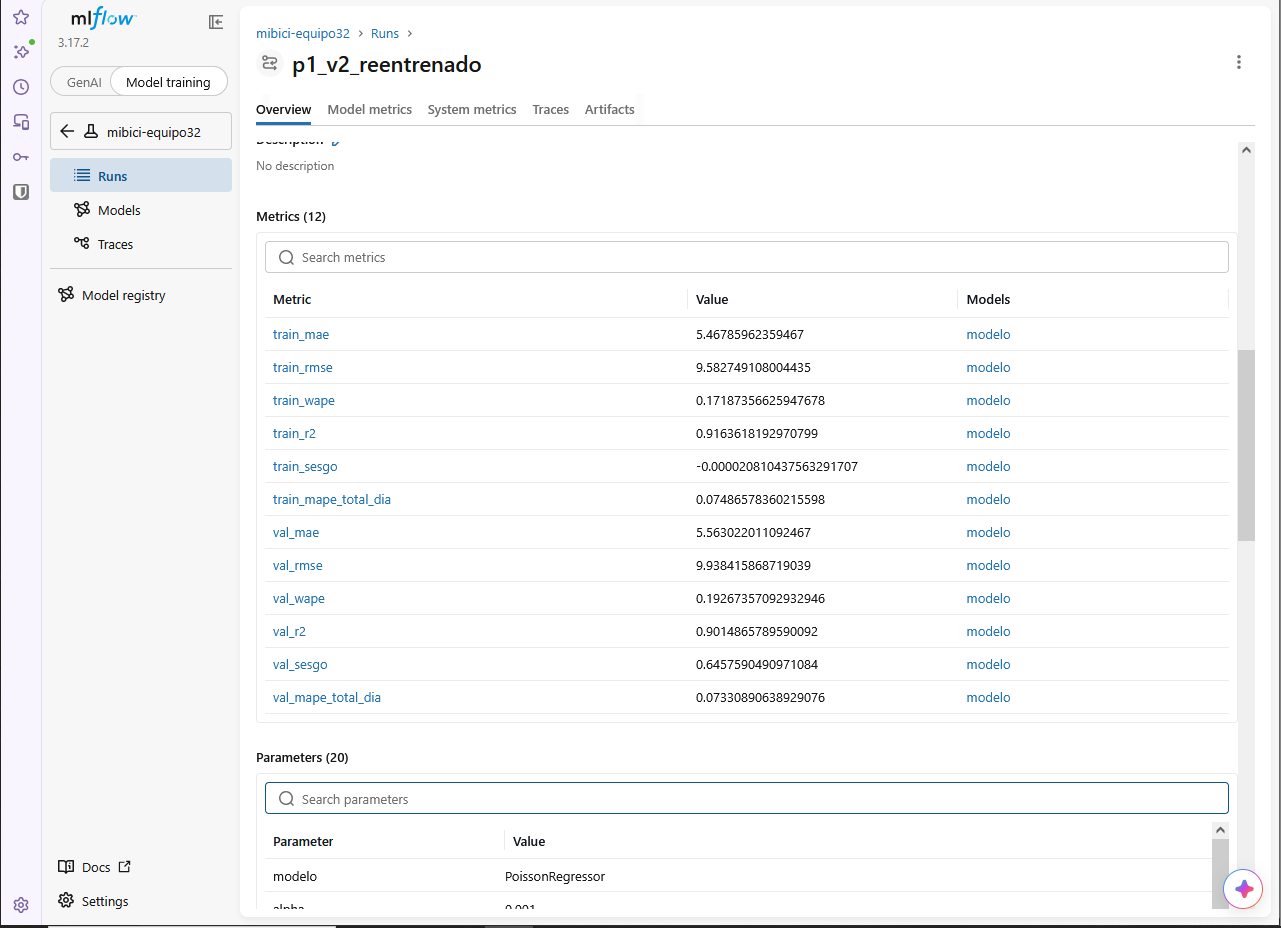 mlflow
3.17.2
GenAI Model training
mibici-equipo32
Runs
Models
Traces
Model registry
Docs
Settings
mibici-equipo32 > Runs >
p1_v2_reentrenado
Overview Model metrics System metrics Traces Artifacts
Description
No description
Metrics (12)
Search metrics
Metric Value Models
train_mae 5.46785962359467 modelo
train_rmse 9.582749108004435 modelo
train_wape 0.17187356625947678 modelo
train_r2 0.9163618192970799 modelo
train_sesgo -0.000020810437563291707 modelo
train_mape_total_dia 0.07486578360215598 modelo
val_mae 5.563022011092467 modelo
val_rmse 9.938415868719039 modelo
val_wape 0.19267357092932946 modelo
val_r2 0.9014865789590092 modelo
val_sesgo 0.6457590490971084 modelo
val_mape_total_dia 0.07330890638929076 modelo
Parameters (20)
Search parameters
Parameter Value
modelo PoissonRegressor
alpha 0.001